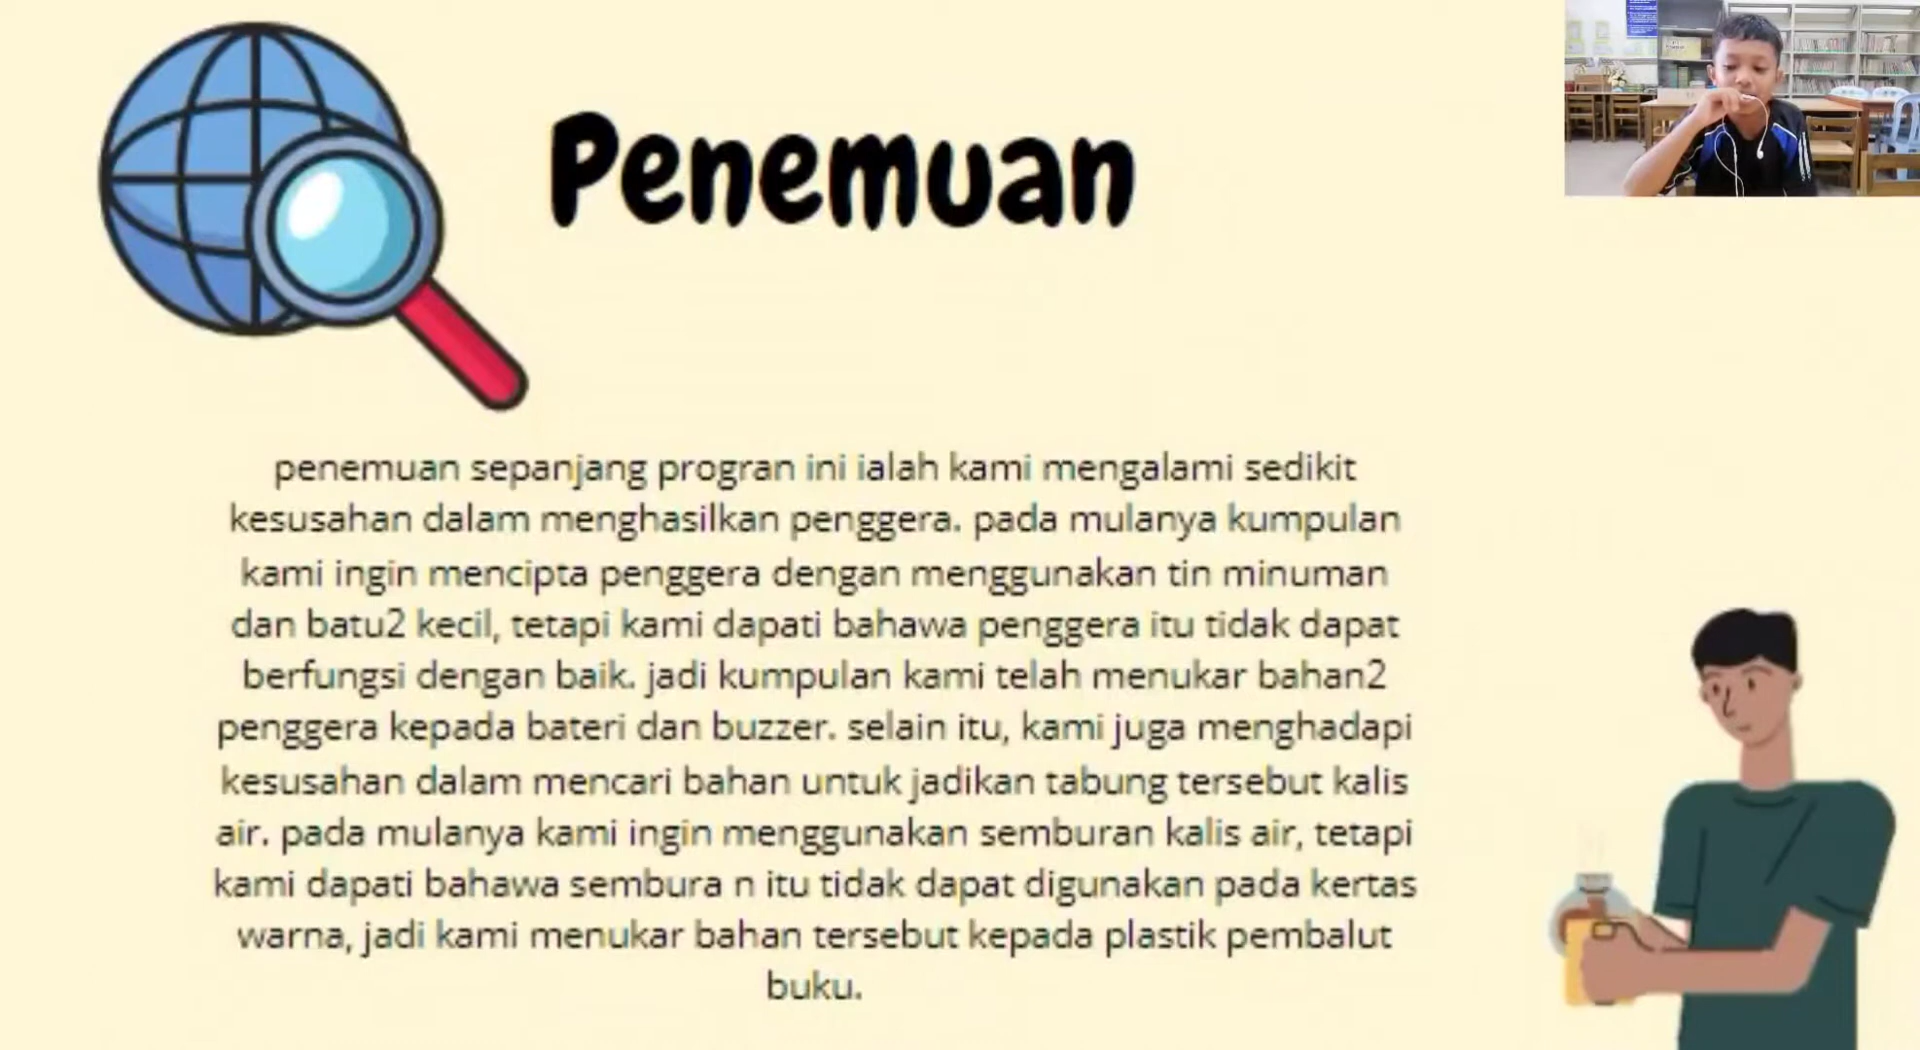 Penemuan
penemuan sepanjang progran ini ialah kami mengalami sedikit
kesusahan dalam menghasilkan penggera. pada mulanya kumpulan
kami ingin mencipta penggera dengan menggunakan tin minuman
dan batu2 kecil, tetapi kami dapati bahawa penggera itu tidak dapat
berfungsi dengan baik. jadi kumpulan kami telah menukar bahan2
penggera kepada bateri dan buzzer. selain itu, kami juga menghadapi
kesusahan dalam mencari bahan untuk jadikan tabung tersebut kalis
air. pada mulanya kami ingin menggunakan semburan kalis air, tetapi
kami dapati bahawa sembura n itu tidak dapat digunakan pada kertas
warna, jadi kami menukar bahan tersebut kepada plastik pembalut
buku.